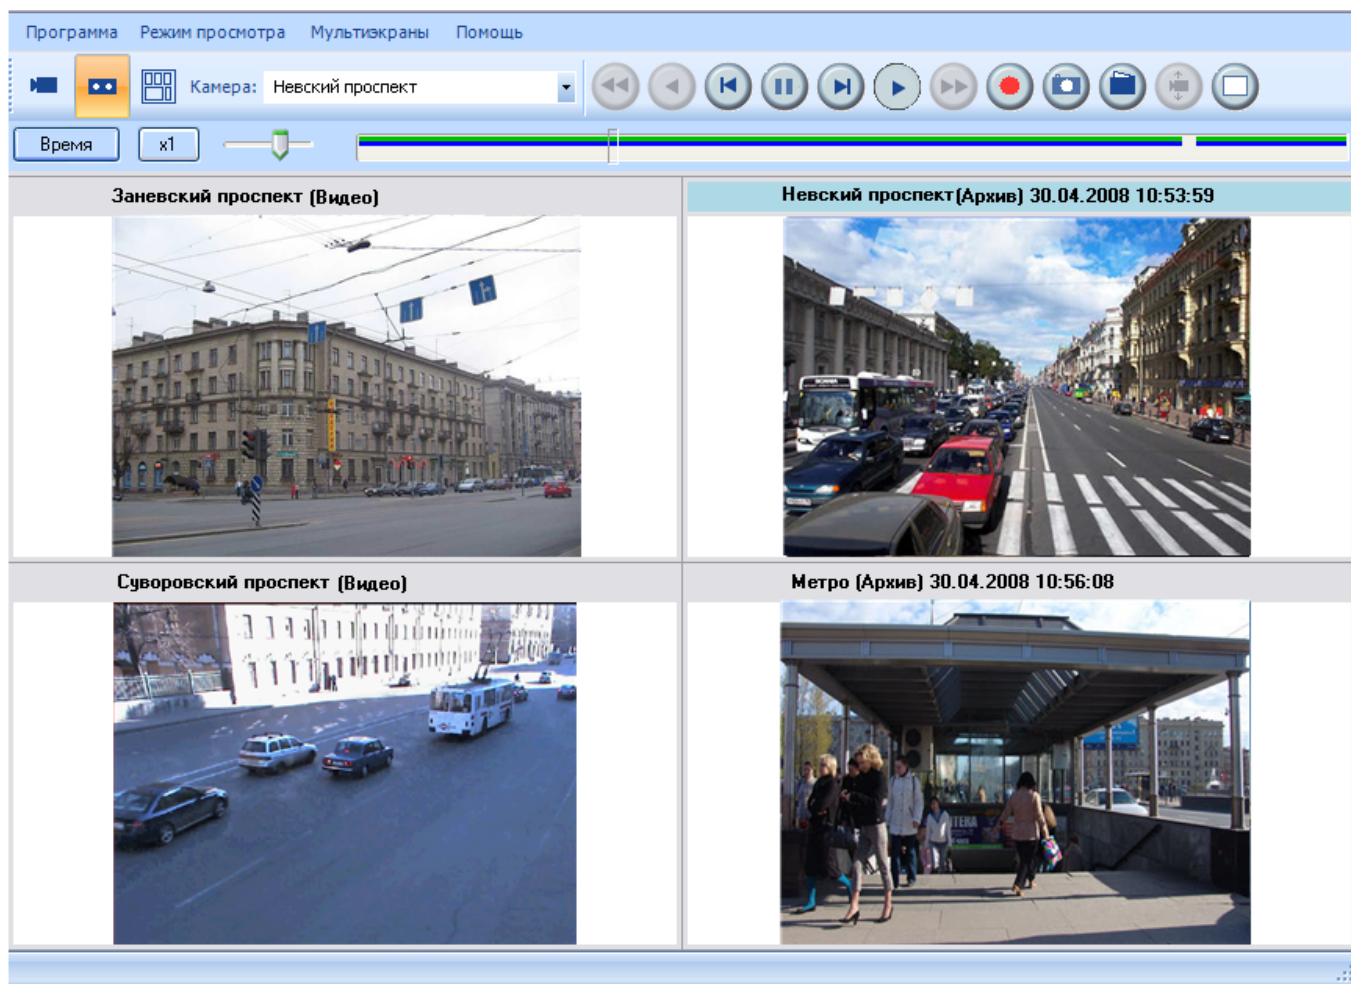 Программа Режим просмотра Мультиэкраны Помощь
Камера: Невский проспект
Время x1
Заневский проспект (Видео)
Невский проспект(Архив) 30.04.2008 10:53:59
SCANIA
Суворовский проспект (Видео)
Метро (Архив) 30.04.2008 10:56:08